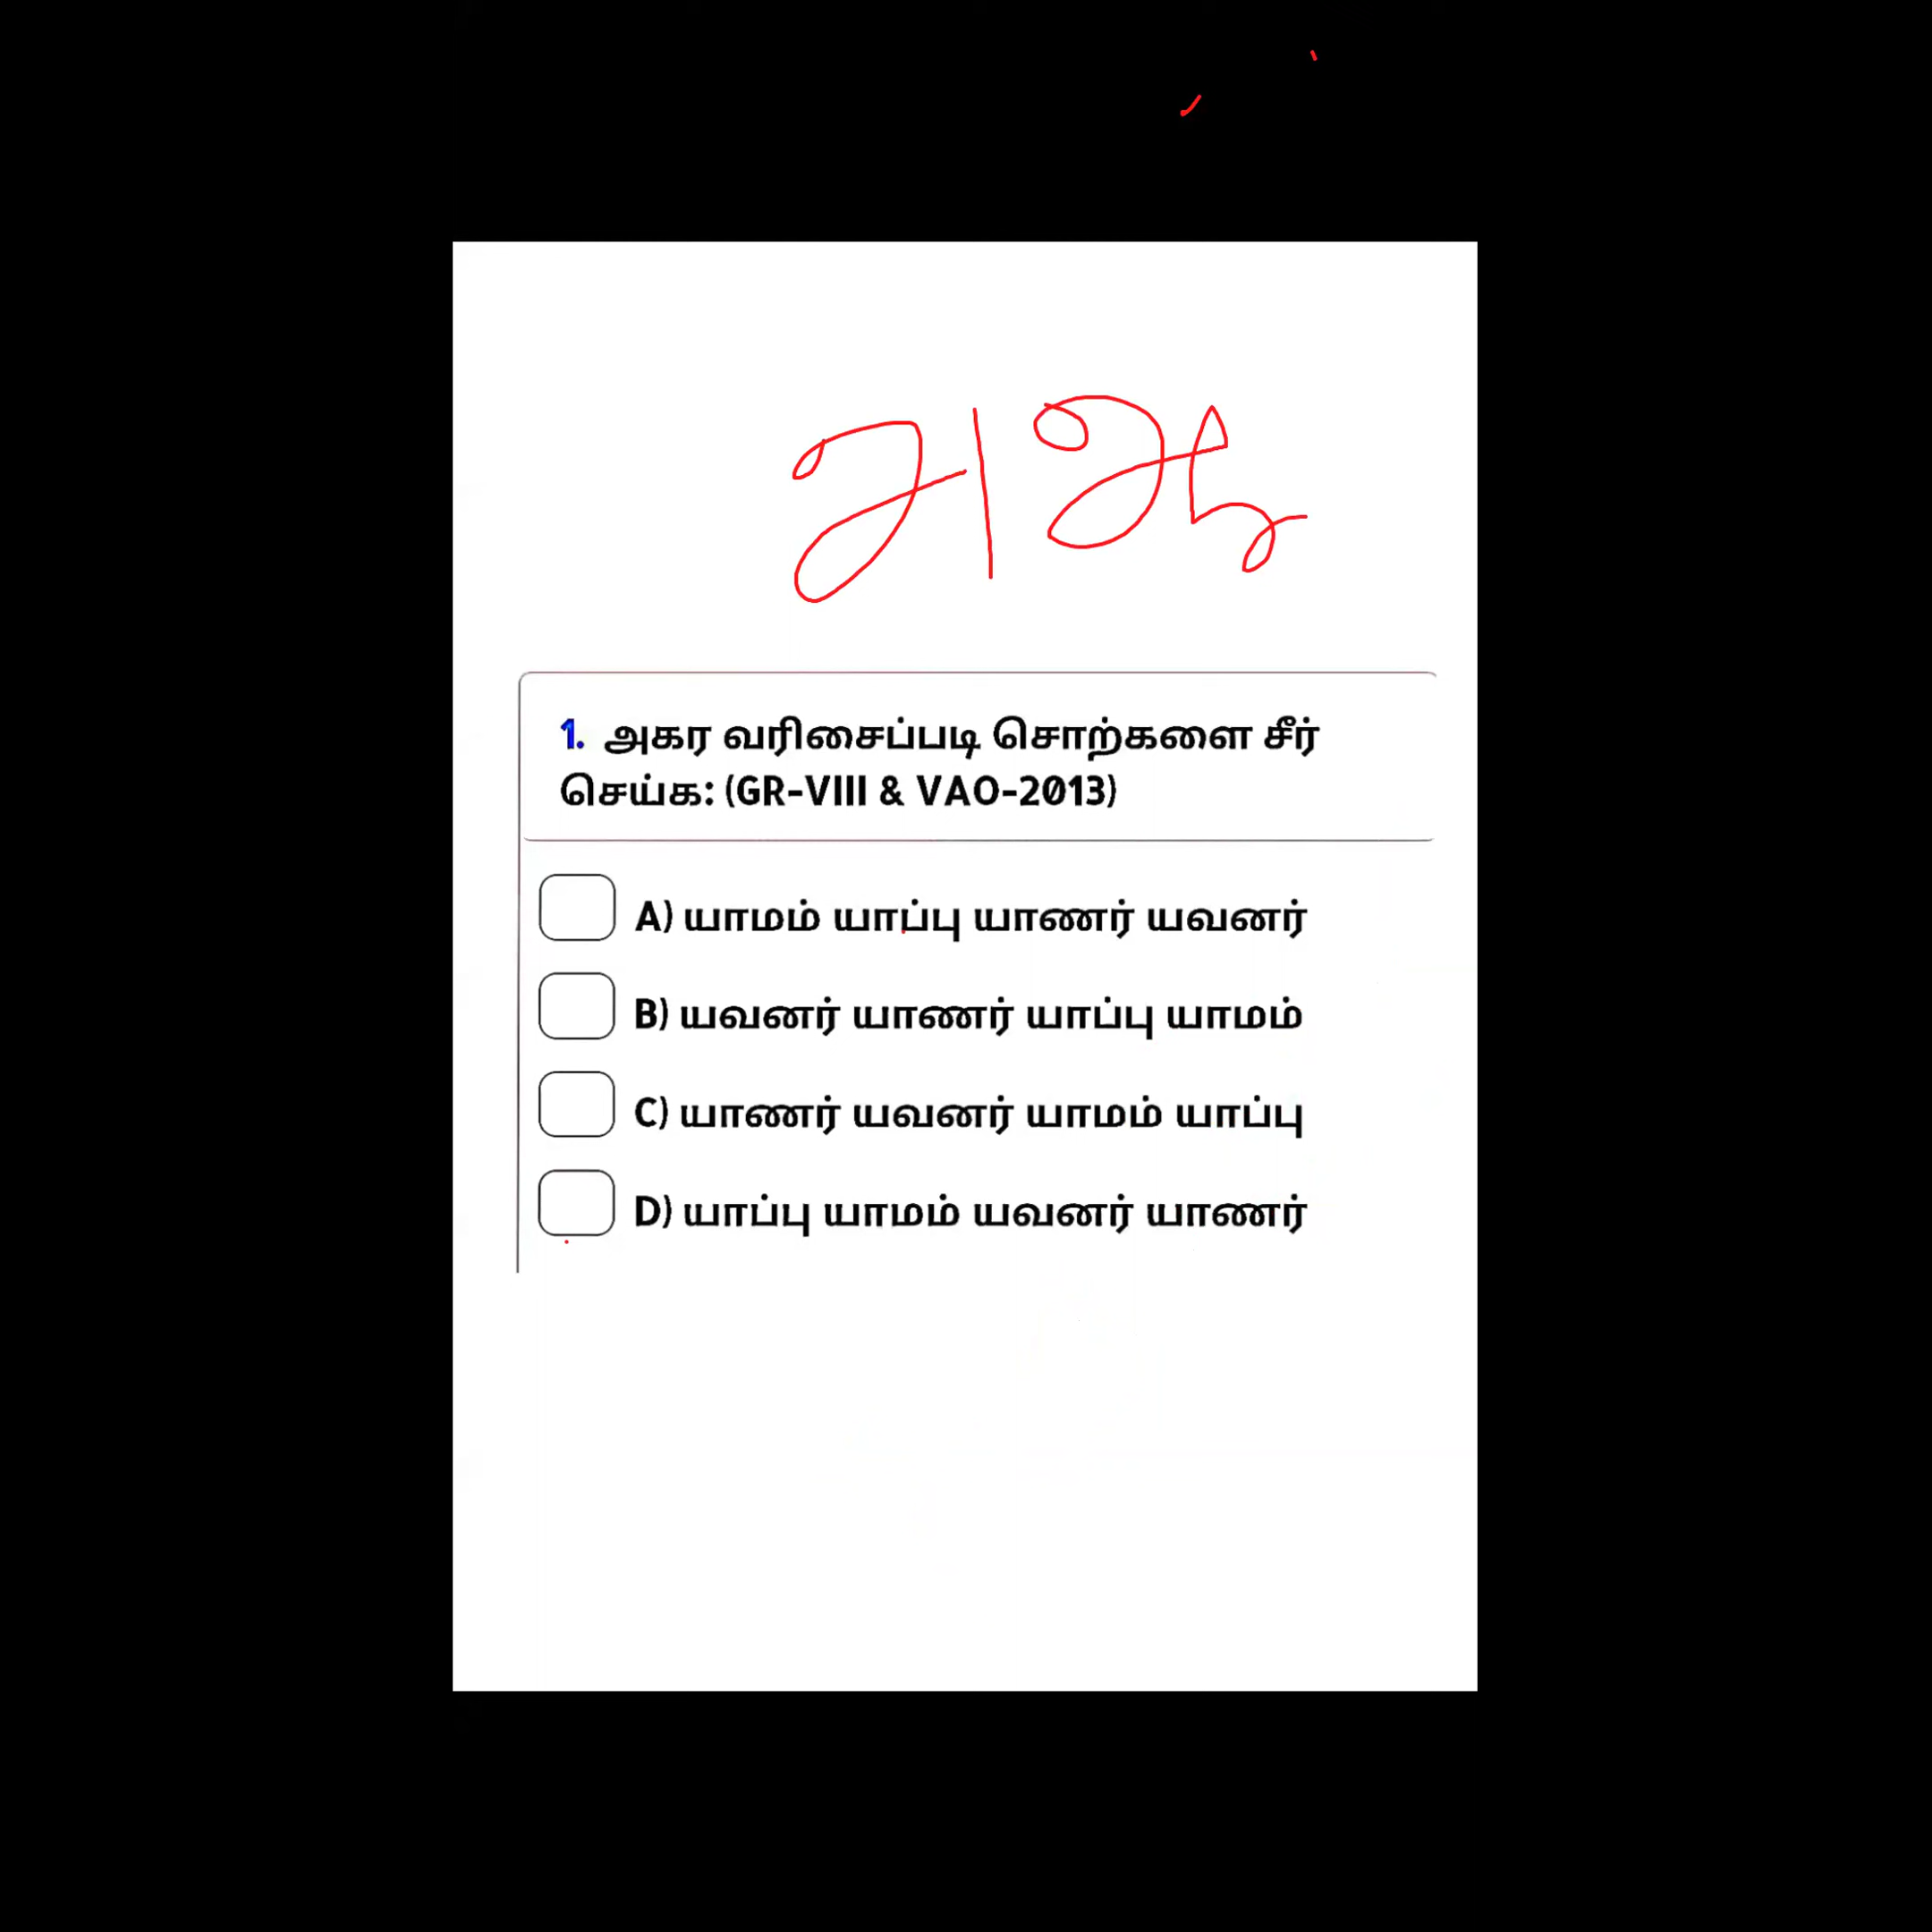 அ ஆ
1. அகர வரிசைப்படி சொற்களை சீர்
செய்க: (GR-VIII & VAO-2013)
A) யாமம் யாப்பு யாணர் யவனர்
B) யவனர் யாணர் யாப்பு யாமம்
C) யாணர் யவனர் யாமம் யாப்பு
D) யாப்பு யாமம் யவனர் யாணர்